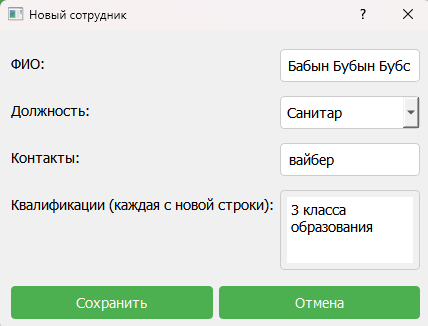 Новый сотрудник
ФИО: Бабын Бубын Бубс
Должность: Санитар
Контакты: вайбер
Квалификации (каждая с новой строки): 3 класса
образования
Сохранить Отмена